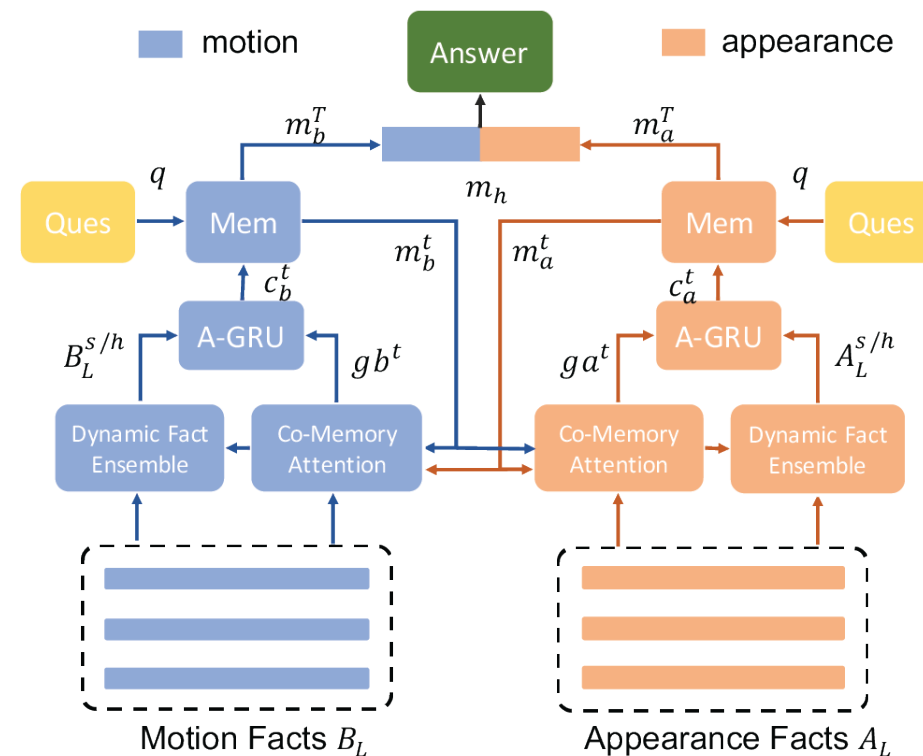 motion
Answer
appearance
$m_b^T$
$m_a^T$
$q$
$m_h$
$q$
Ques
Mem
Mem
Ques
$m_b^t$
$m_a^t$
$c_b^t$
$c_a^t$
A-GRU
A-GRU
$B_L^{s/h}$
$gb^t$
$ga^t$
$A_L^{s/h}$
Dynamic Fact
Ensemble
Co-Memory
Attention
Co-Memory
Attention
Dynamic Fact
Ensemble
Motion Facts $B_L$
Appearance Facts $A_L$